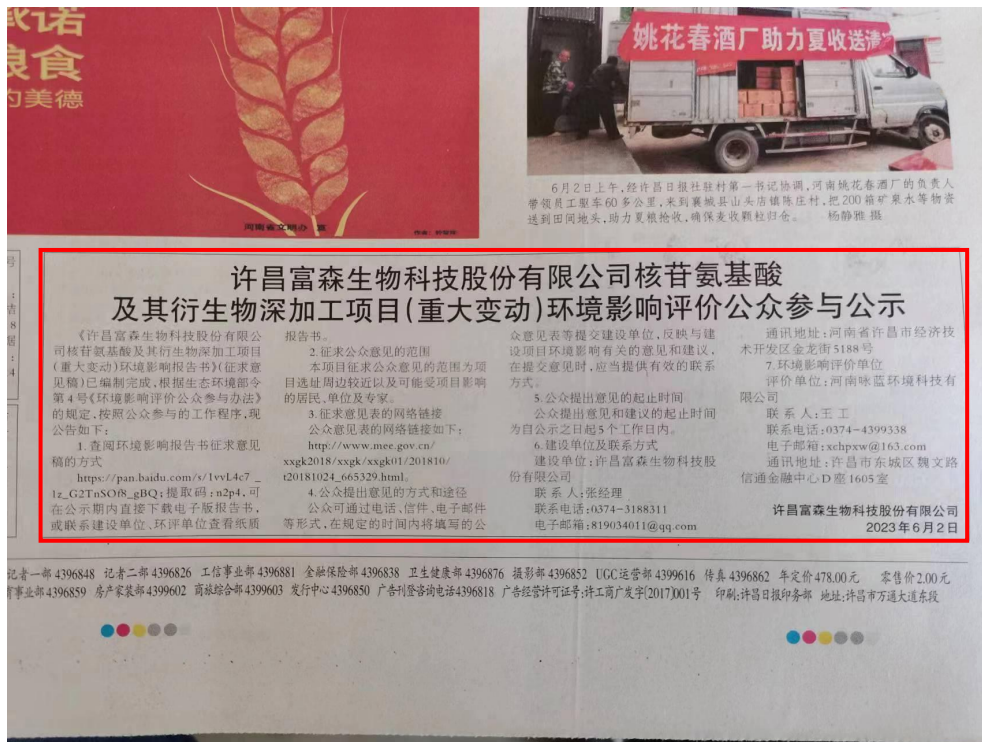 承诺
粮食
的美德
河南省文明办 宣
姚花春酒厂助力夏收送清
6月2日上午,经许昌日报社驻村第一书记协调,河南姚花春酒厂的负责人
带领员工驱车60多公里,来到襄城县山头店镇陈庄村,把200箱矿泉水等物资
送到田间地头,助力夏粮抢收,确保麦收颗粒归仓。 杨静雅 摄
许昌富森生物科技股份有限公司核苷氨基酸
及其衍生物深加工项目(重大变动)环境影响评价公众参与公示
《许昌富森生物科技股份有限公
司核苷氨基酸及其衍生物深加工项目
(重大变动)环境影响报告书》(征求意
见稿)已编制完成,根据生态环境部令
第4号《环境影响评价公众参与办法》
的规定,按照公众参与的工作程序,现
公告如下:
1.查阅环境影响报告书征求意见
稿的方式
https://pan.baidu.com/s/1vvL4c7_
1z_G2TnSOf8_gBQ;提取码:n2p4,可
在公示期内直接下载电子版报告书,
或联系建设单位、环评单位查看纸质
报告书。
2.征求公众意见的范围
本项目征求公众意见的范围为项
目选址周边较近以及可能受项目影响
的居民、单位及专家。
3.征求意见表的网络链接
公众意见表的网络链接如下:
http://www.mee.gov.cn/
xxgk2018/xxgk/xxgk01/201810/
t20181024_665329.html。
4.公众提出意见的方式和途径
公众可通过电话、信件、电子邮件
等形式,在规定的时间内将填写的公
众意见表等提交建设单位,反映与建
设项目环境影响有关的意见和建议,
在提交意见时,应当提供有效的联系
方式。
5.公众提出意见的起止时间
公众提出意见和建议的起止时间
为自公示之日起5个工作日内。
6.建设单位及联系方式
建设单位:许昌富森生物科技股
份有限公司
联系人:张经理
联系电话:0374-3188311
电子邮箱:819034011@qq.com
通讯地址:河南省许昌市经济技
术开发区金龙街5188号
7.环境影响评价单位
评价单位:河南咏蓝环境科技有
限公司
联系人:王工
联系电话:0374-4399338
电子邮箱:xchpxw@163.com
通讯地址:许昌市东城区魏文路
信通金融中心D座1605室
许昌富森生物科技股份有限公司
2023年6月2日
记者一部4396848 记者二部4396826 工信事业部4396881 金融保险部4396838 卫生健康部4396876 摄影部4396852 UGC运营部4399616 传真4396862 年定价478.00元 零售价2.00元
育事业部4396859 房产家装部4399602 商旅综合部4399603 发行中心4396850 广告刊登咨询电话4396818 广告经营许可证号:许工商广发字[2017]001号 印刷:许昌日报印务部 地址:许昌市万通大道东段